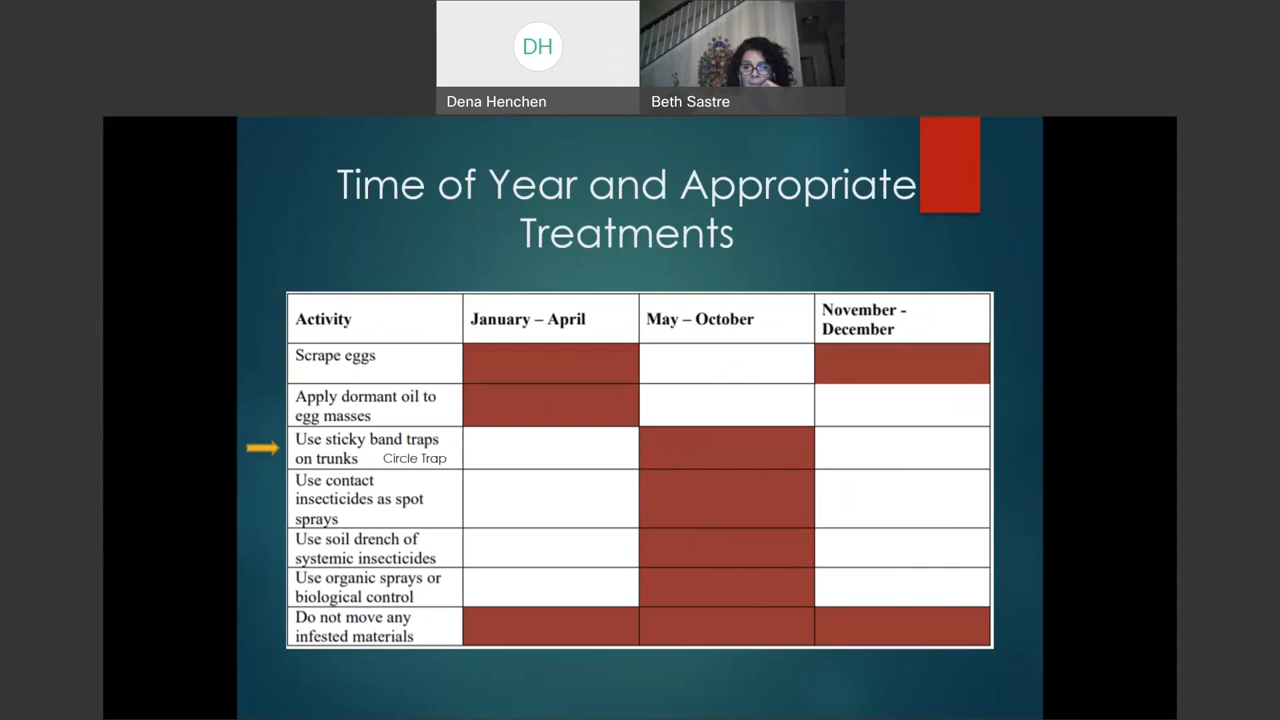 DH
Dena Henchen
Beth Sastre
Time of Year and Appropriate
Treatments
Activity
January – April
May – October
November -
December
Scrape eggs
Apply dormant oil to
egg masses
Use sticky band traps
on trunks Circle Trap
Use contact
insecticides as spot
sprays
Use soil drench of
systemic insecticides
Use organic sprays or
biological control
Do not move any
infested materials